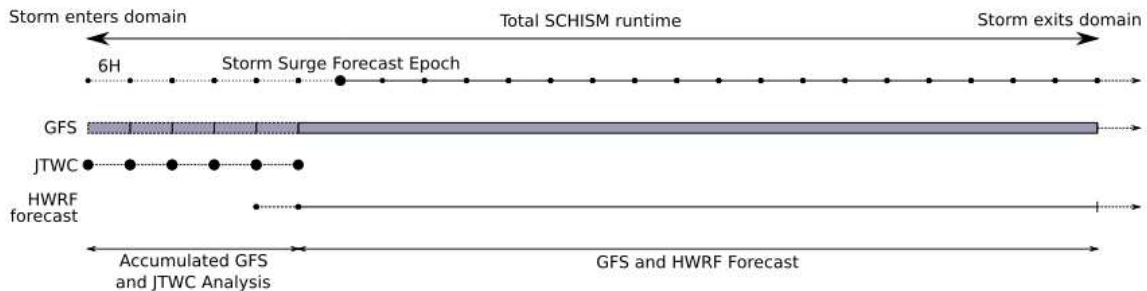 Storm enters domain
Total SCHISM runtime
Storm exits domain
6H
Storm Surge Forecast Epoch
GFS
JTWC
HWRF
forecast
Accumulated GFS
and JTWC Analysis
GFS and HWRF Forecast